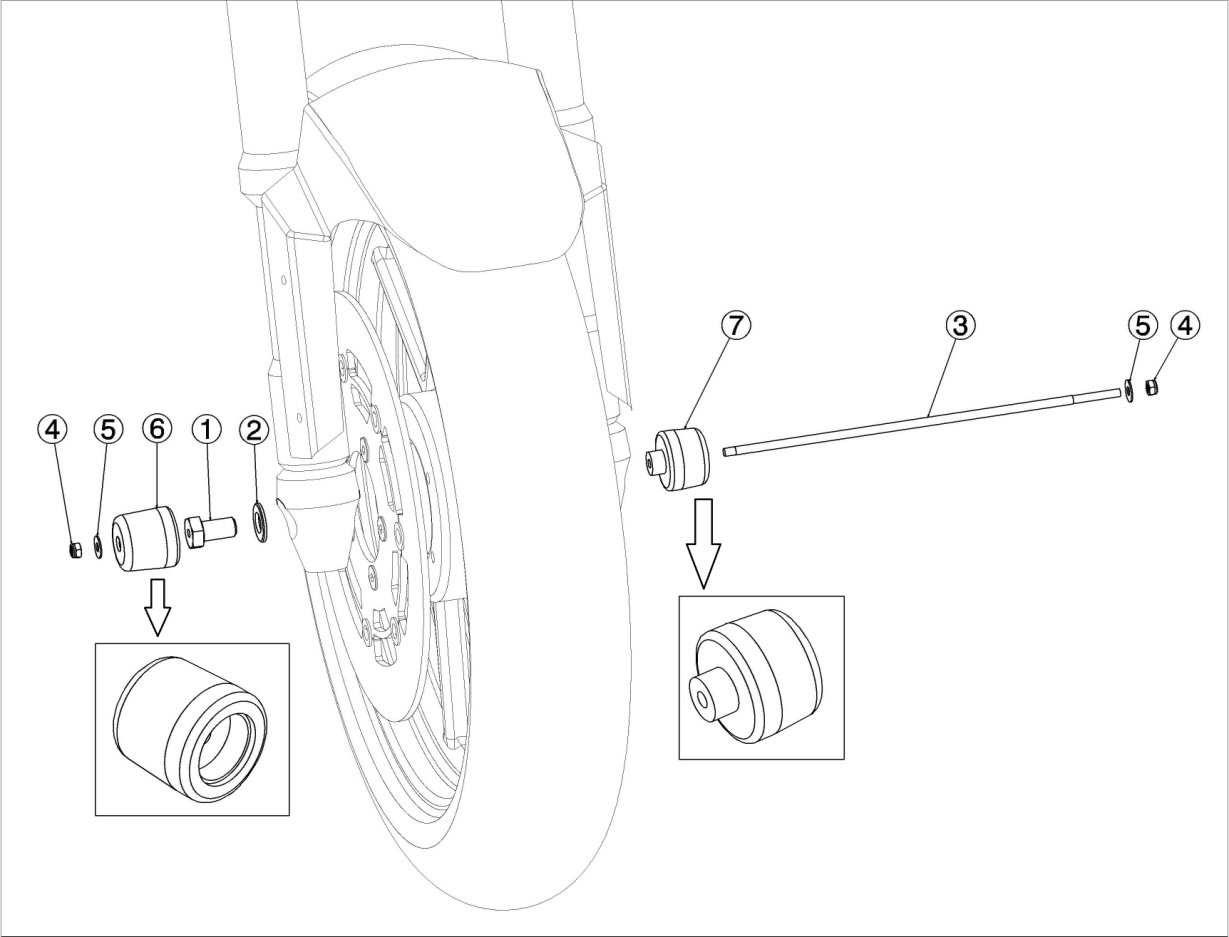 ⑦ ③ ⑤ ④
④ ⑤ ⑥ ① ②